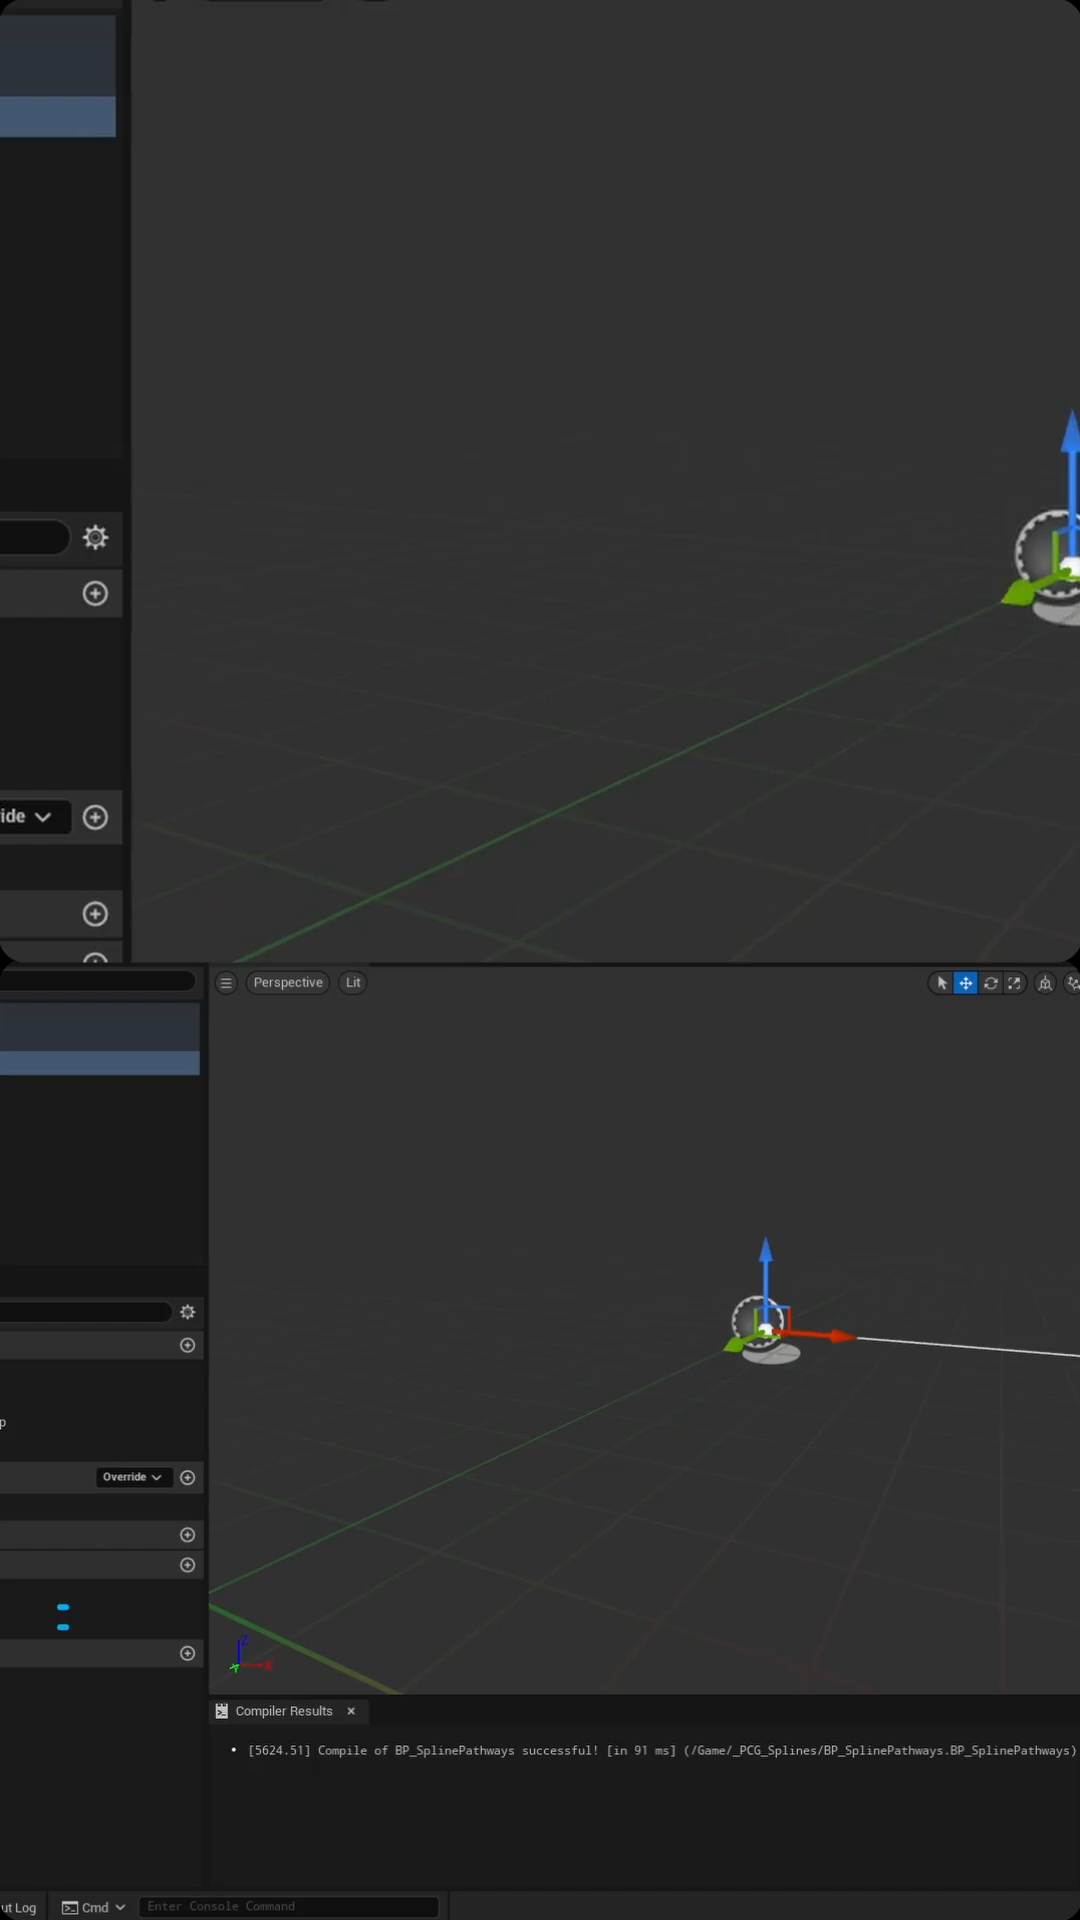 ide
Perspective
Lit
p
Override
Z
X
Y
Compiler Results
• [5624.51] Compile of BP_SplinePathways successful! [in 91 ms] (/Game/_PCG_Splines/BP_SplinePathways.BP_SplinePathways)
ut Log
Cmd
Enter Console Command